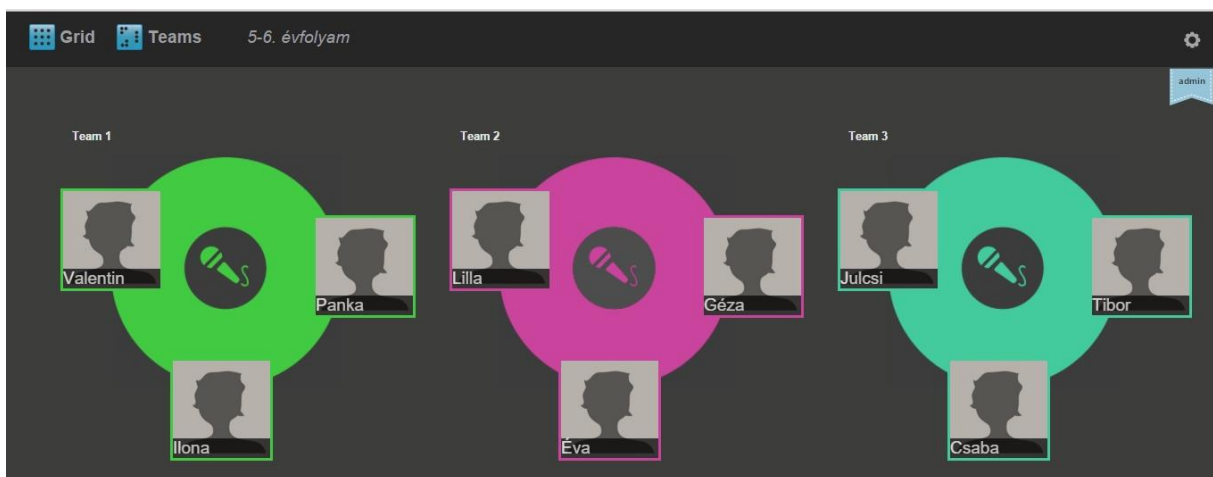 Grid Teams 5-6. évfolyam
admin
Team 1 Team 2 Team 3
Valentin Lilla Julcsi
Panka Géza Tibor
Ilona Éva Csaba